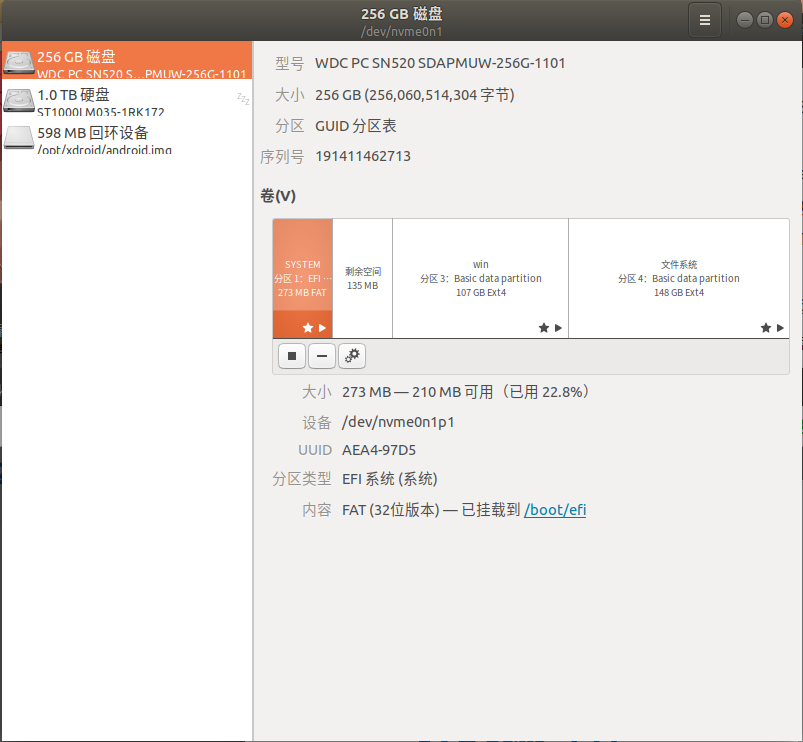 256 GB 磁盘
/dev/nvme0n1
256 GB 磁盘
WDC PC SN520 S…PMUW-256G-1101
1.0 TB 硬盘
ST1000LM035-1RK172
598 MB 回环设备
/opt/xdroid/android.img
型号 WDC PC SN520 SDAPMUW-256G-1101
大小 256 GB (256,060,514,304 字节)
分区 GUID 分区表
序列号 191411462713
卷(V)
SYSTEM
分区 1：EFI …
273 MB FAT
剩余空间
135 MB
win
分区 3：Basic data partition
107 GB Ext4
文件系统
分区 4：Basic data partition
148 GB Ext4
大小 273 MB — 210 MB 可用（已用 22.8%）
设备 /dev/nvme0n1p1
UUID AEA4-97D5
分区类型 EFI 系统 (系统)
内容 FAT (32位版本) — 已挂载到 /boot/efi